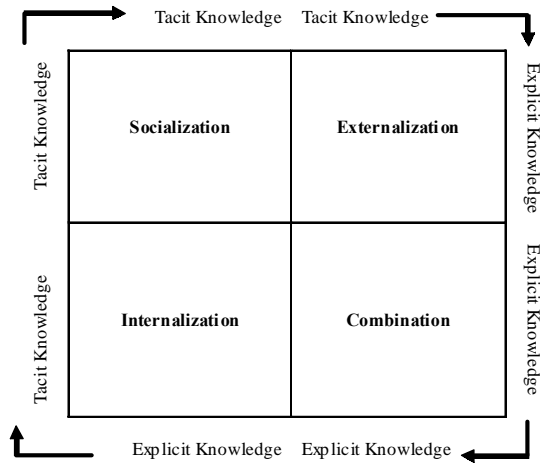 Tacit Knowledge Tacit Knowledge
Tacit Knowledge
Explicit Knowledge
Socialization
Externalization
Tacit Knowledge
Explicit Knowledge
Internalization
Combination
Explicit Knowledge Explicit Knowledge